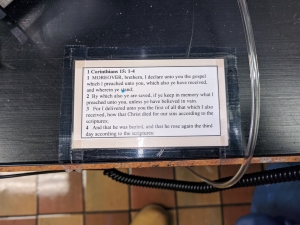 1 Corinthians 15: 1-4
1 MOREOVER, brethren, I declare unto you the gospel
which I preached unto you, which also ye have received,
and wherein ye stand;
2 By which also ye are saved, if ye keep in memory what I
preached unto you, unless ye have believed in vain.
3 For I delivered unto you the first of all that which I also
received, how that Christ died for our sins according to the
scriptures;
4 And that he was buried, and that he rose again the third
day according to the scriptures: